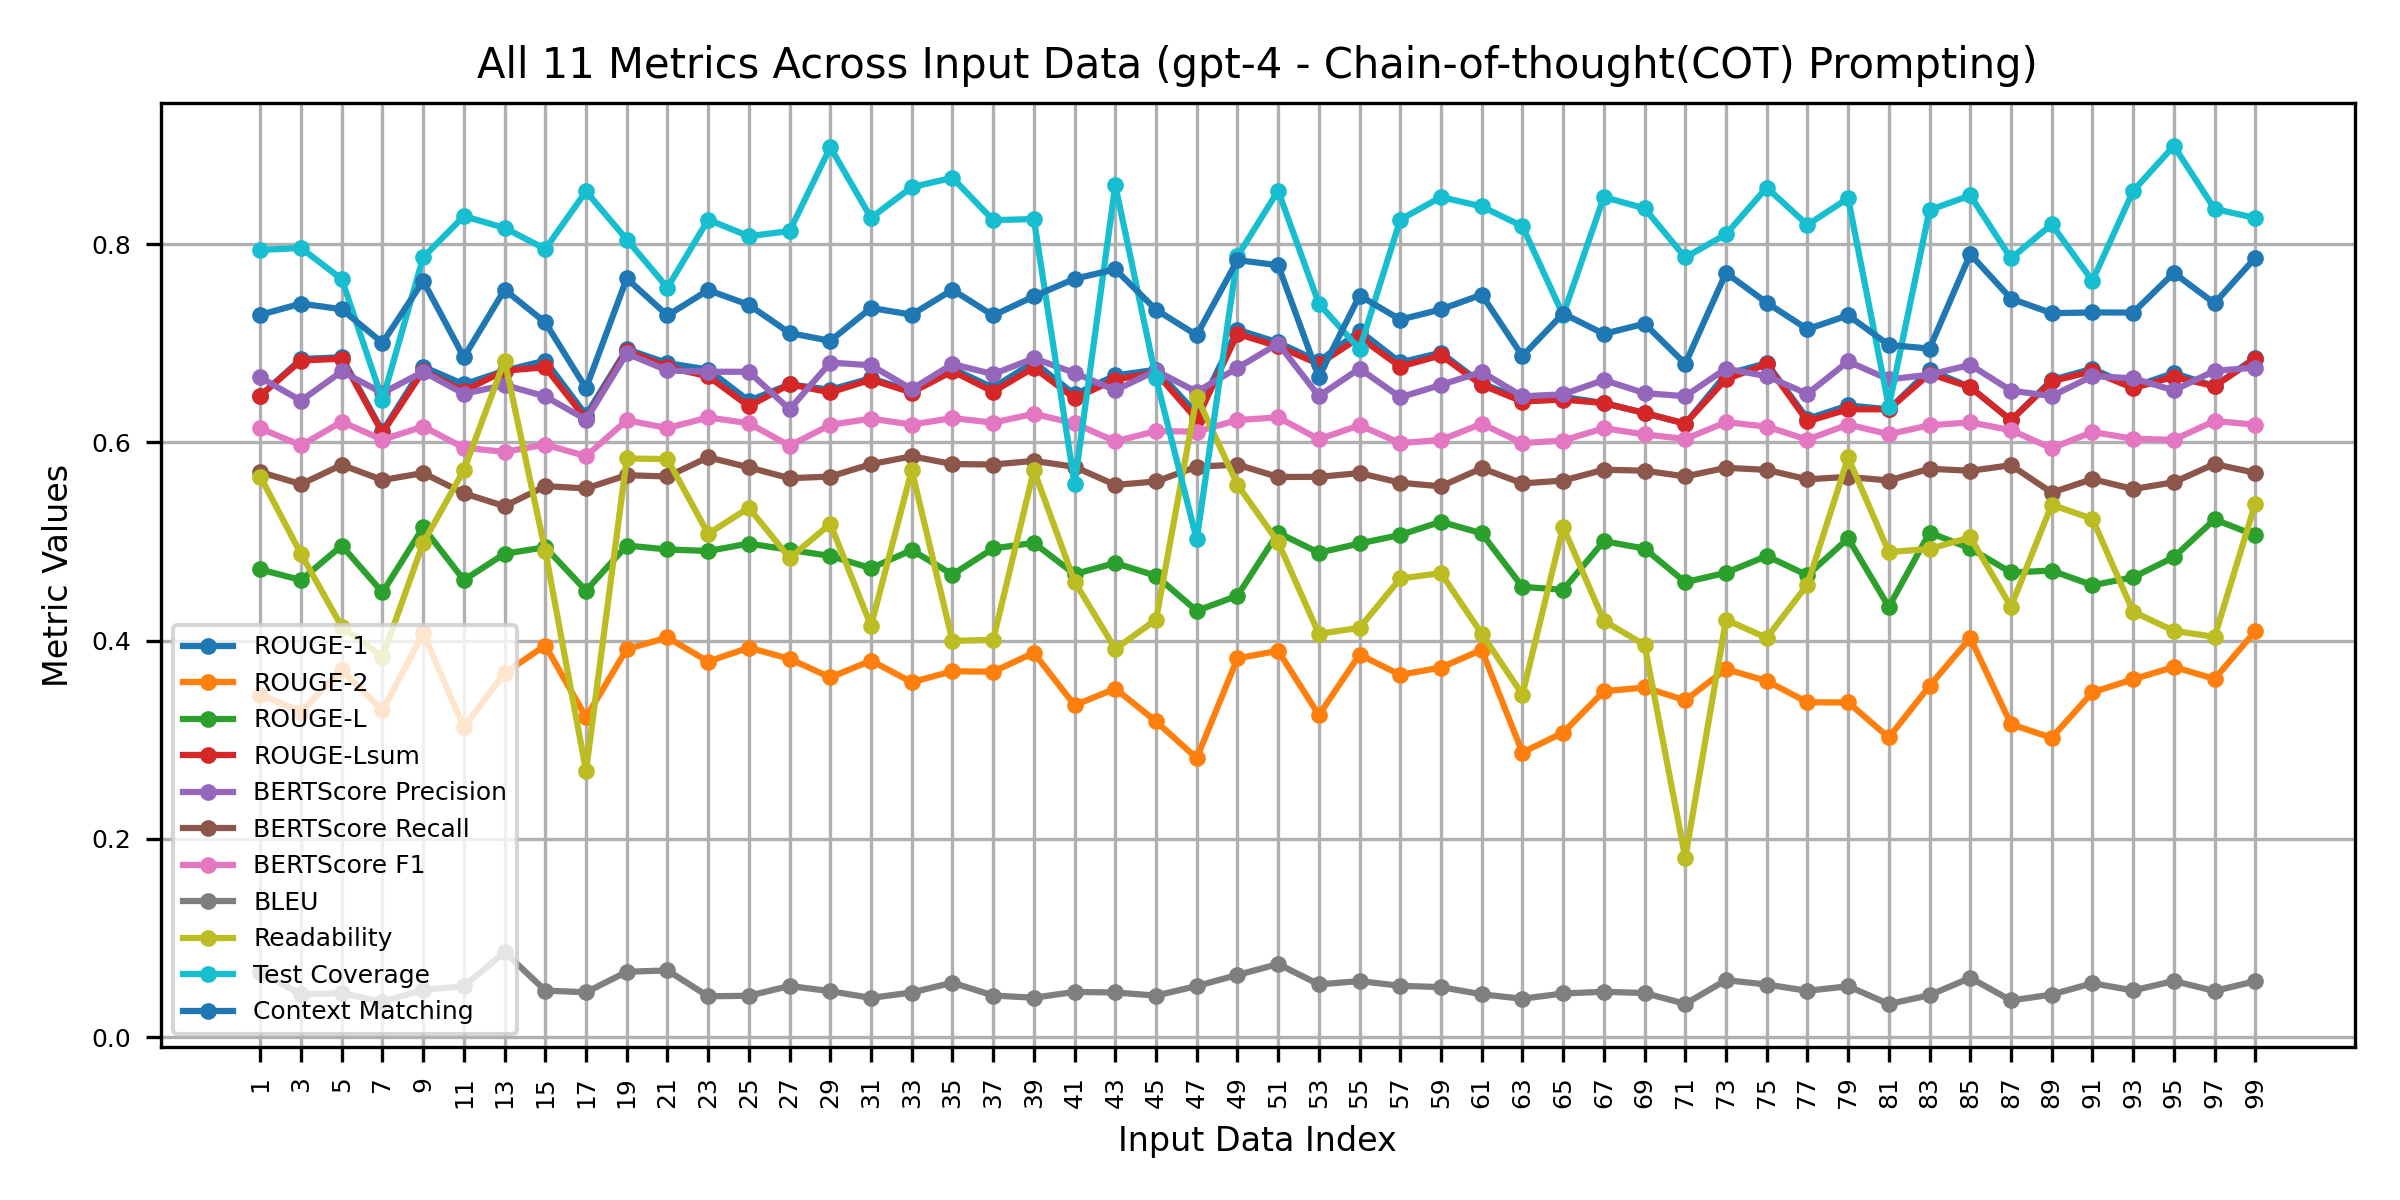 All 11 Metrics Across Input Data (gpt-4 - Chain-of-thought(COT) Prompting)
Metric Values
0.8
0.6
0.4
0.2
0.0
ROUGE-1
ROUGE-2
ROUGE-L
ROUGE-Lsum
BERTScore Precision
BERTScore Recall
BERTScore F1
BLEU
Readability
Test Coverage
Context Matching
1 3 5 7 9 11 13 15 17 19 21 23 25 27 29 31 33 35 37 39 41 43 45 47 49 51 53 55 57 59 61 63 65 67 69 71 73 75 77 79 81 83 85 87 89 91 93 95 97 99
Input Data Index